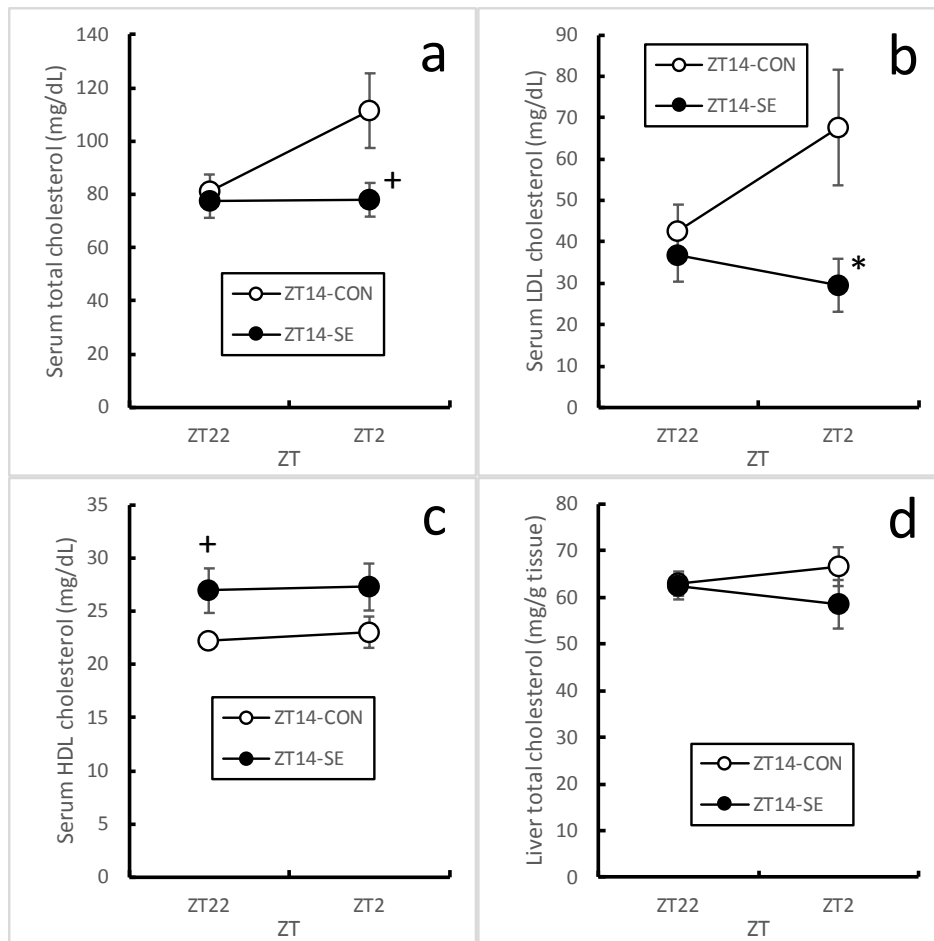 a
Serum total cholesterol (mg/dL)
140
120
100
80
60
40
20
0
+
ZT14-CON
ZT14-SE
ZT22
ZT2
ZT
b
Serum LDL cholesterol (mg/dL)
90
80
70
60
50
40
30
20
10
0
ZT14-CON
ZT14-SE
*
ZT22
ZT2
ZT
c
Serum HDL cholesterol (mg/dL)
35
30
25
20
15
10
5
0
+
ZT14-CON
ZT14-SE
ZT22
ZT2
ZT
d
Liver total cholesterol (mg/g tissue)
80
70
60
50
40
30
20
10
0
ZT14-CON
ZT14-SE
ZT22
ZT2
ZT